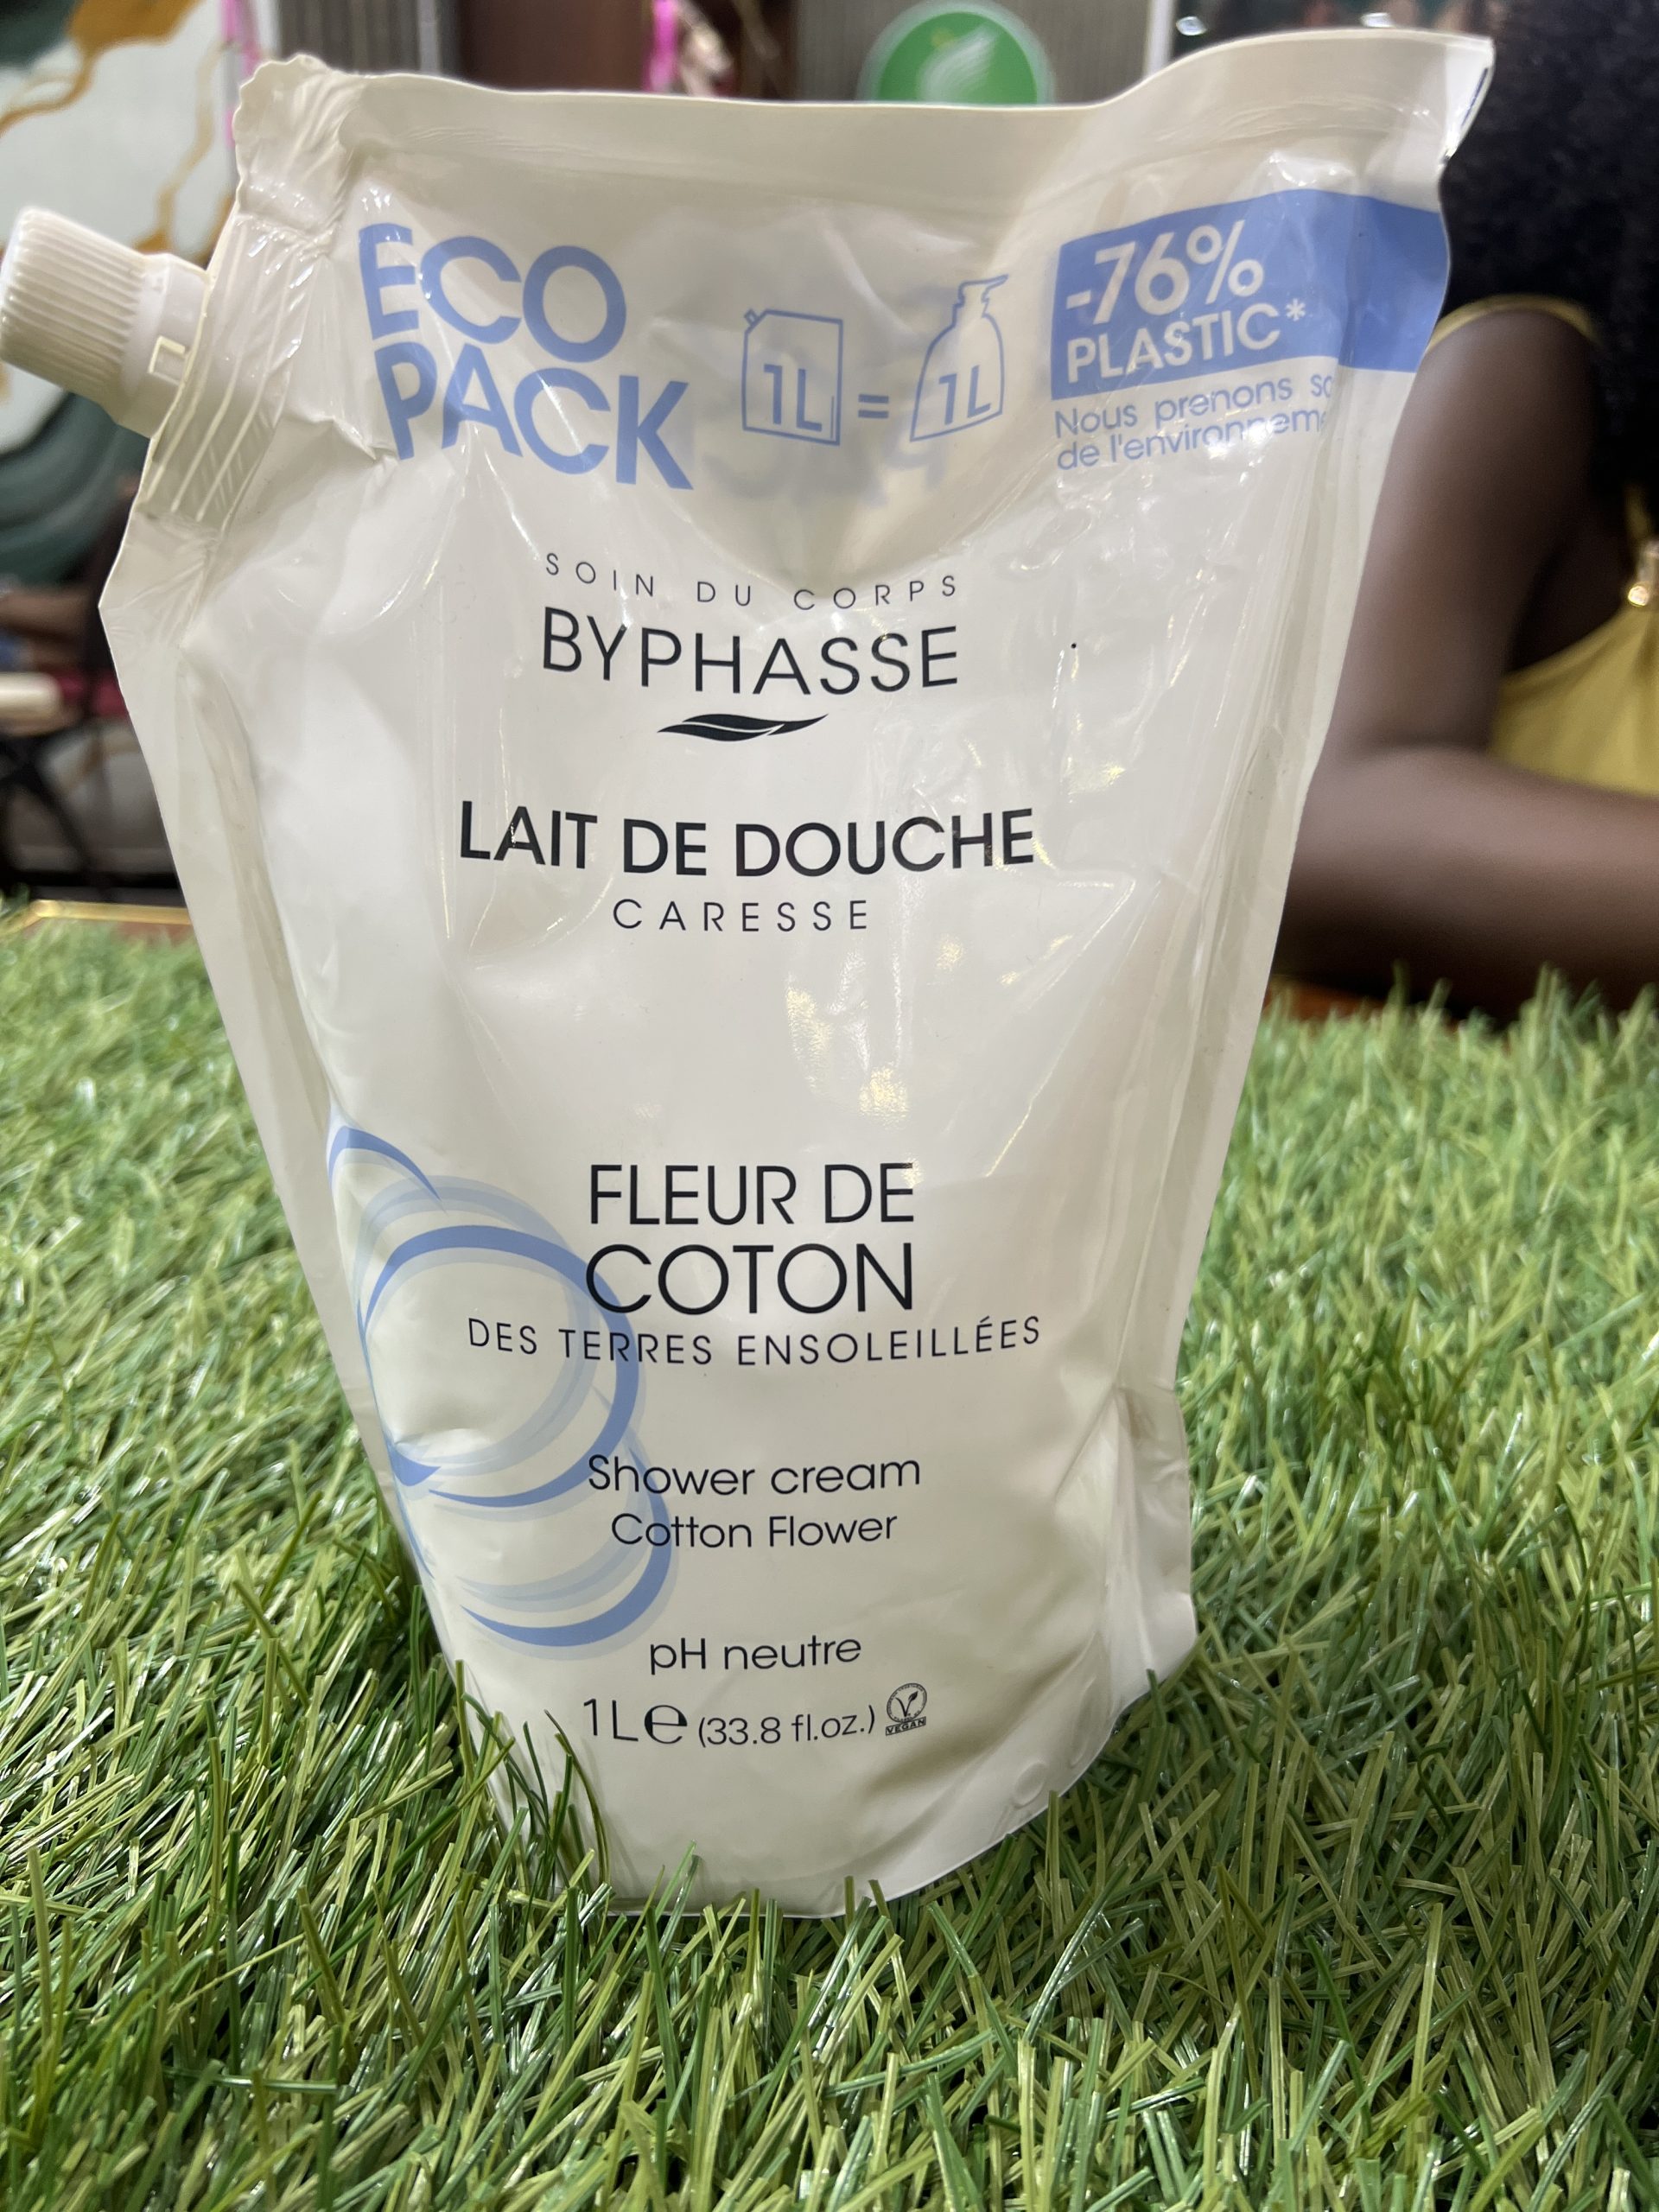 ECO
PACK
1L = 1L
-76%
PLASTIC*
Nous prenons
de
SOIN DU CORPS
BYPHASSE
LAIT DE DOUCHE
CARESSE
FLEUR DE
COTON
DES TERRES ENSOLEILLÉES
Shower cream
Cotton Flower
pH neutre
1L℮ (33.8 fl.oz.)
VEGAN